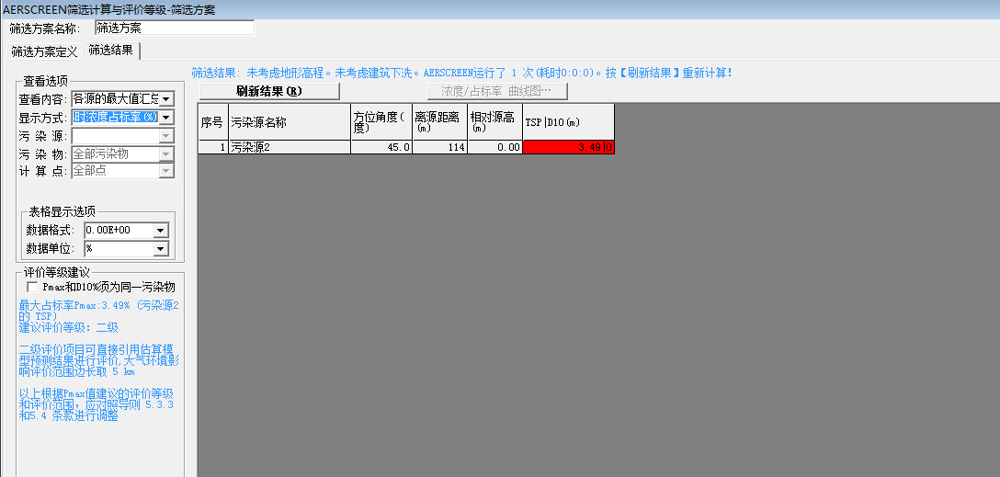 AERSCREEN筛选计算与评价等级-筛选方案
筛选方案名称: 筛选方案
筛选方案定义 筛选结果
筛选结果: 未考虑地形高程。未考虑建筑下洗。AERSCREEN运行了 1 次(耗时0:0:0)。按【刷新结果】重新计算!
刷新结果(R) 浓度/占标率 曲线图…
查看选项
查看内容: 各源的最大值汇总
显示方式: 时浓度占标率(%)
污 染 源:
污 染 物: 全部污染物
计 算 点: 全部点
表格显示选项
数据格式: 0.00E+00
数据单位: %
评价等级建议
Pmax和D10%须为同一污染物
最大占标率Pmax:3.49% (污染源2
的 TSP)
建议评价等级: 二级
二级评价项目可直接引用估算模
型预测结果进行评价,大气环境影
响评价范围边长取 5 km
以上根据Pmax值建议的评价等级
和评价范围,应对照导则 5.3.3
和5.4 条款进行调整
序号 污染源名称 方位角度(度) 离源距离(m) 相对源高(m) TSP|D10(m)
1 污染源2 45.0 114 0.00 3.49|0